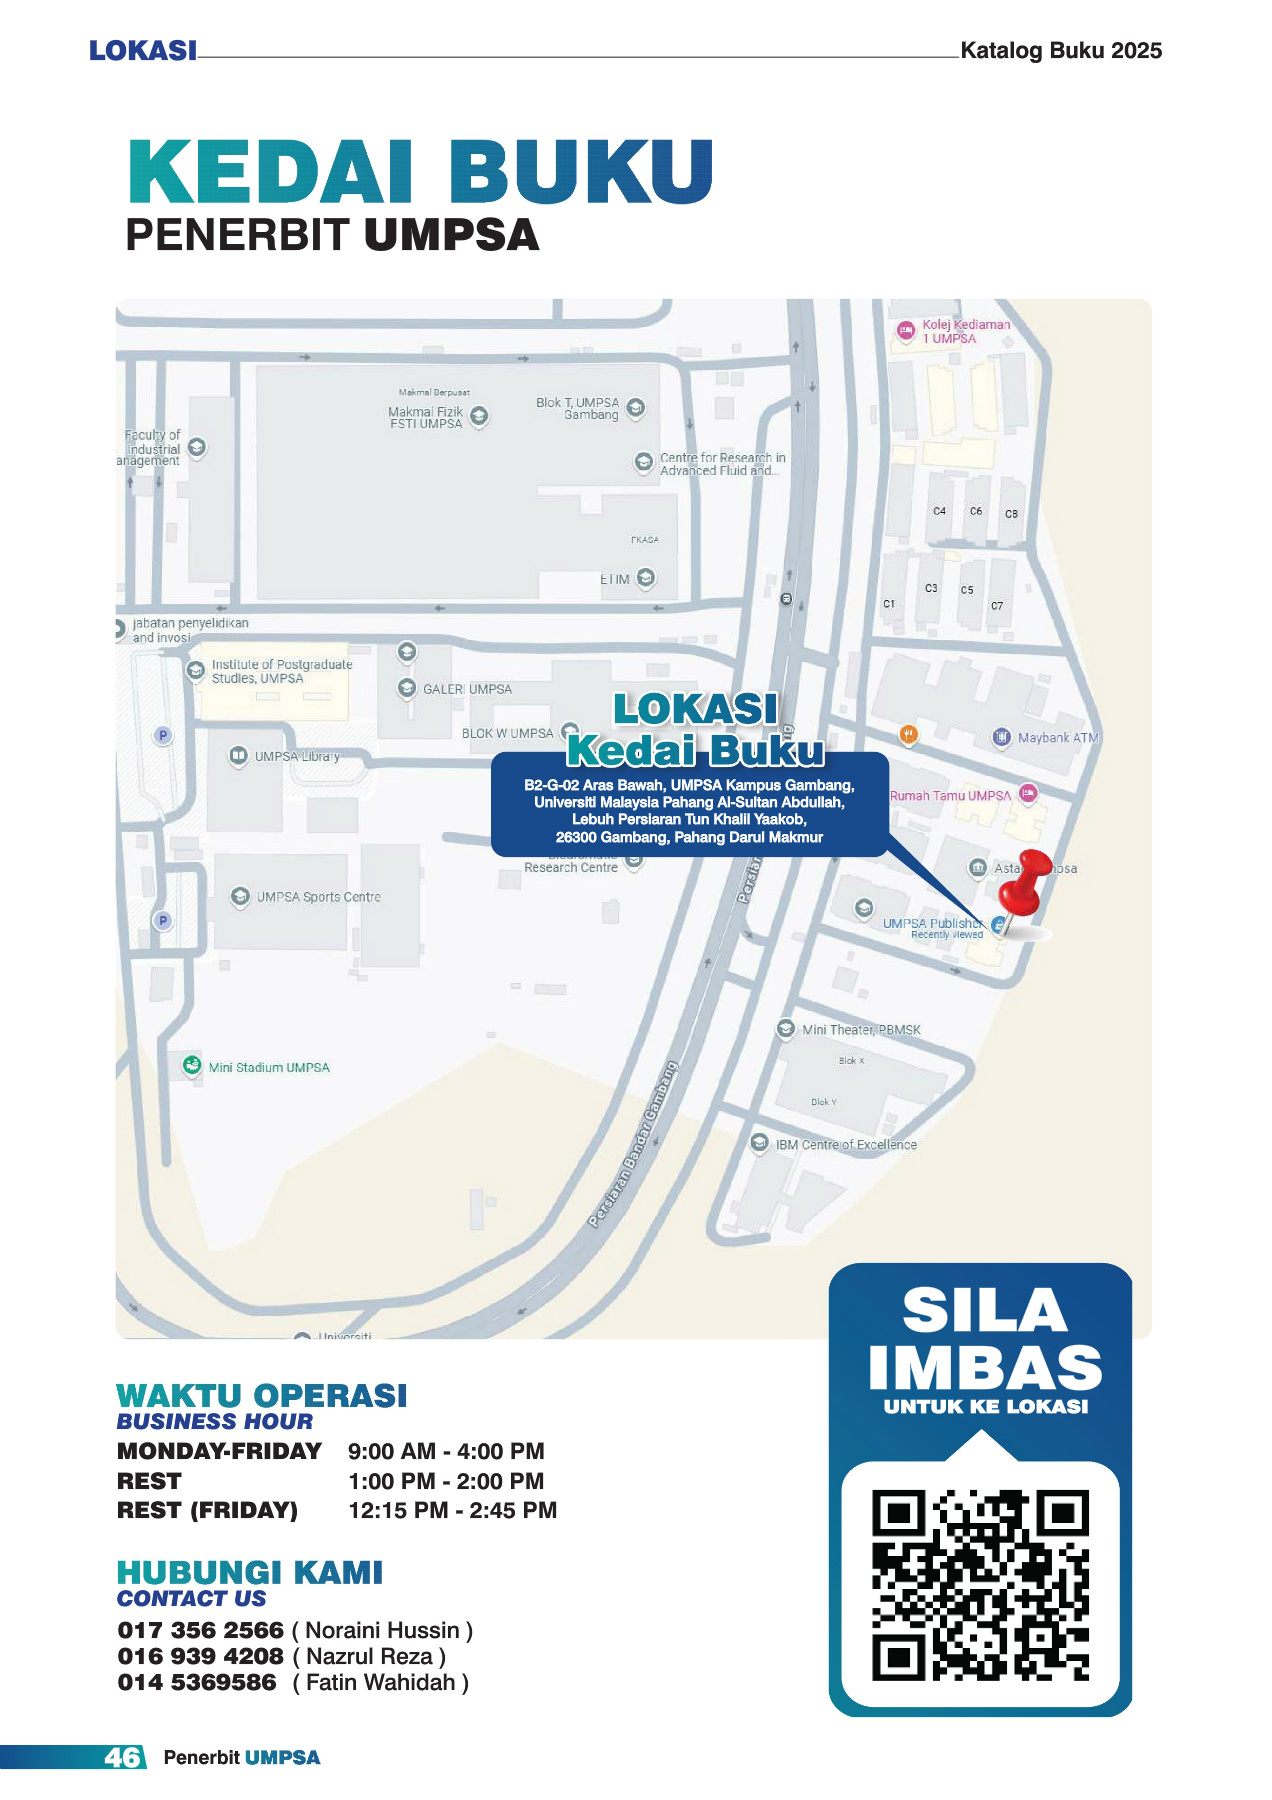 LOKASI
Katalog Buku 2025
KEDAI BUKU
PENERBIT UMPSA
Kolej Kediaman
1 UMPSA
Makmal Berpusat
Makmal Fizik
FSTI UMPSA
Blok T, UMPSA
Gambang
Faculty of
Industrial
anagement
Centre for Research in
Advanced Fluid and...
C4
C6
C8
FKASA
ETIM
C3
C5
C1
C7
jabatan penyelidikan
and invosi
Institute of Postgraduate
Studies, UMPSA
GALERI UMPSA
BLOK W UMPSA
P
UMPSA Library
Maybank ATM
LOKASI
Kedai Buku
B2-G-02 Aras Bawah, UMPSA Kampus Gambang,
Universiti Malaysia Pahang Al-Sultan Abdullah,
Lebuh Persiaran Tun Khalil Yaakob,
26300 Gambang, Pahang Darul Makmur
Rumah Tamu UMPSA
Research Centre
UMPSA Sports Centre
P
UMPSA Publisher
Recently viewed
Mini Theater, PBMSK
Blok X
Blok Y
Mini Stadium UMPSA
IBM Centre of Excellence
Persiaran Bandar Gambang
Universiti
SILA
IMBAS
UNTUK KE LOKASI
WAKTU OPERASI
BUSINESS HOUR
MONDAY-FRIDAY 9:00 AM - 4:00 PM
REST 1:00 PM - 2:00 PM
REST (FRIDAY) 12:15 PM - 2:45 PM
HUBUNGI KAMI
CONTACT US
017 356 2566 ( Noraini Hussin )
016 939 4208 ( Nazrul Reza )
014 5369586 ( Fatin Wahidah )
46
Penerbit UMPSA